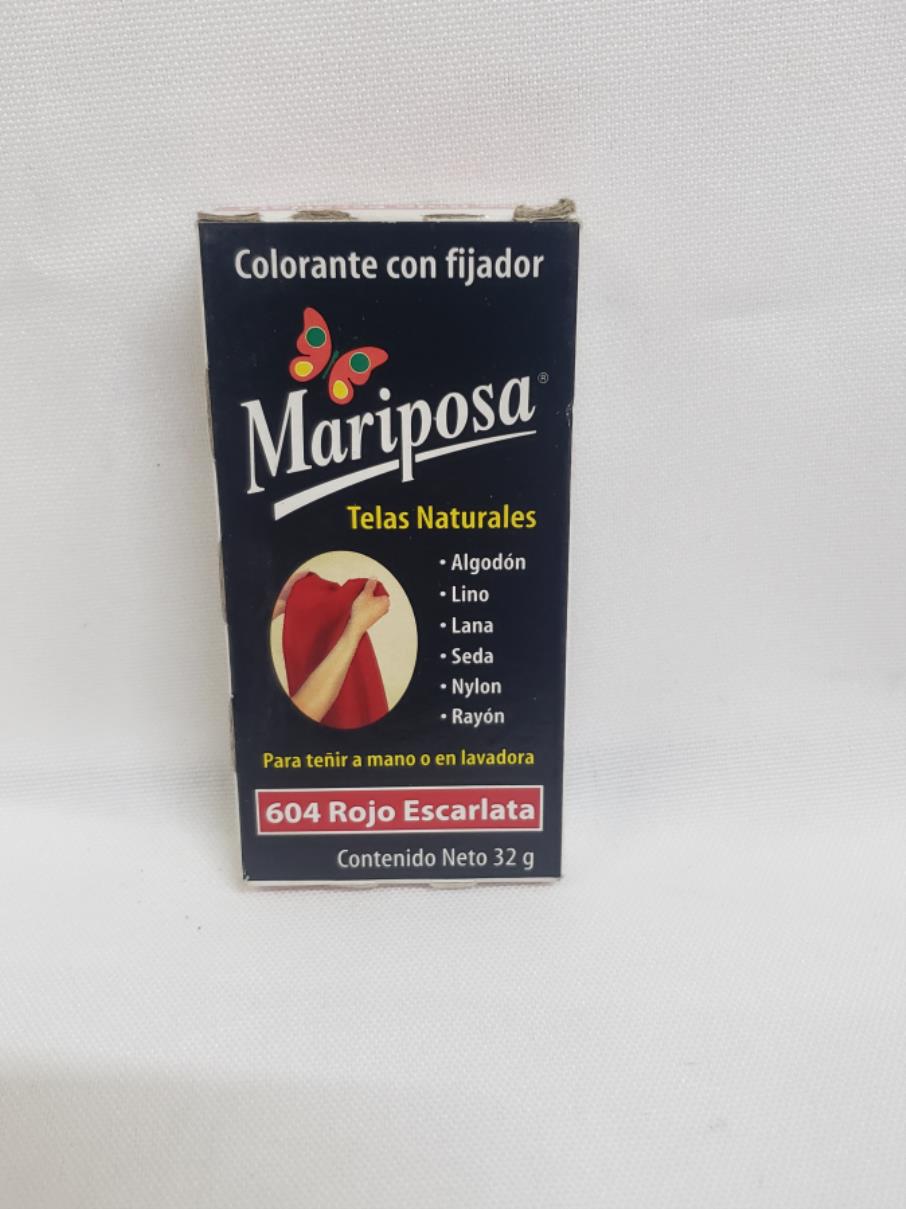 Colorante con fijador
Mariposa®
Telas Naturales
• Algodón
• Lino
• Lana
• Seda
• Nylon
• Rayón
Para teñir a mano o en lavadora
604 Rojo Escarlata
Contenido Neto 32 g